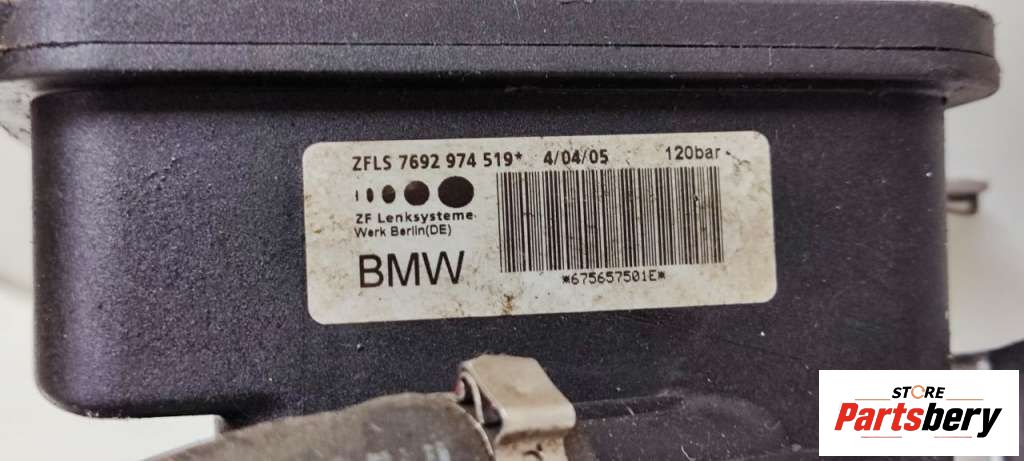 ZFLS 7692 974 519* 4/04/05 120bar
ZF Lenksysteme
Werk Berlin(DE)
BMW
*675657501E*
STORE
Partsbery